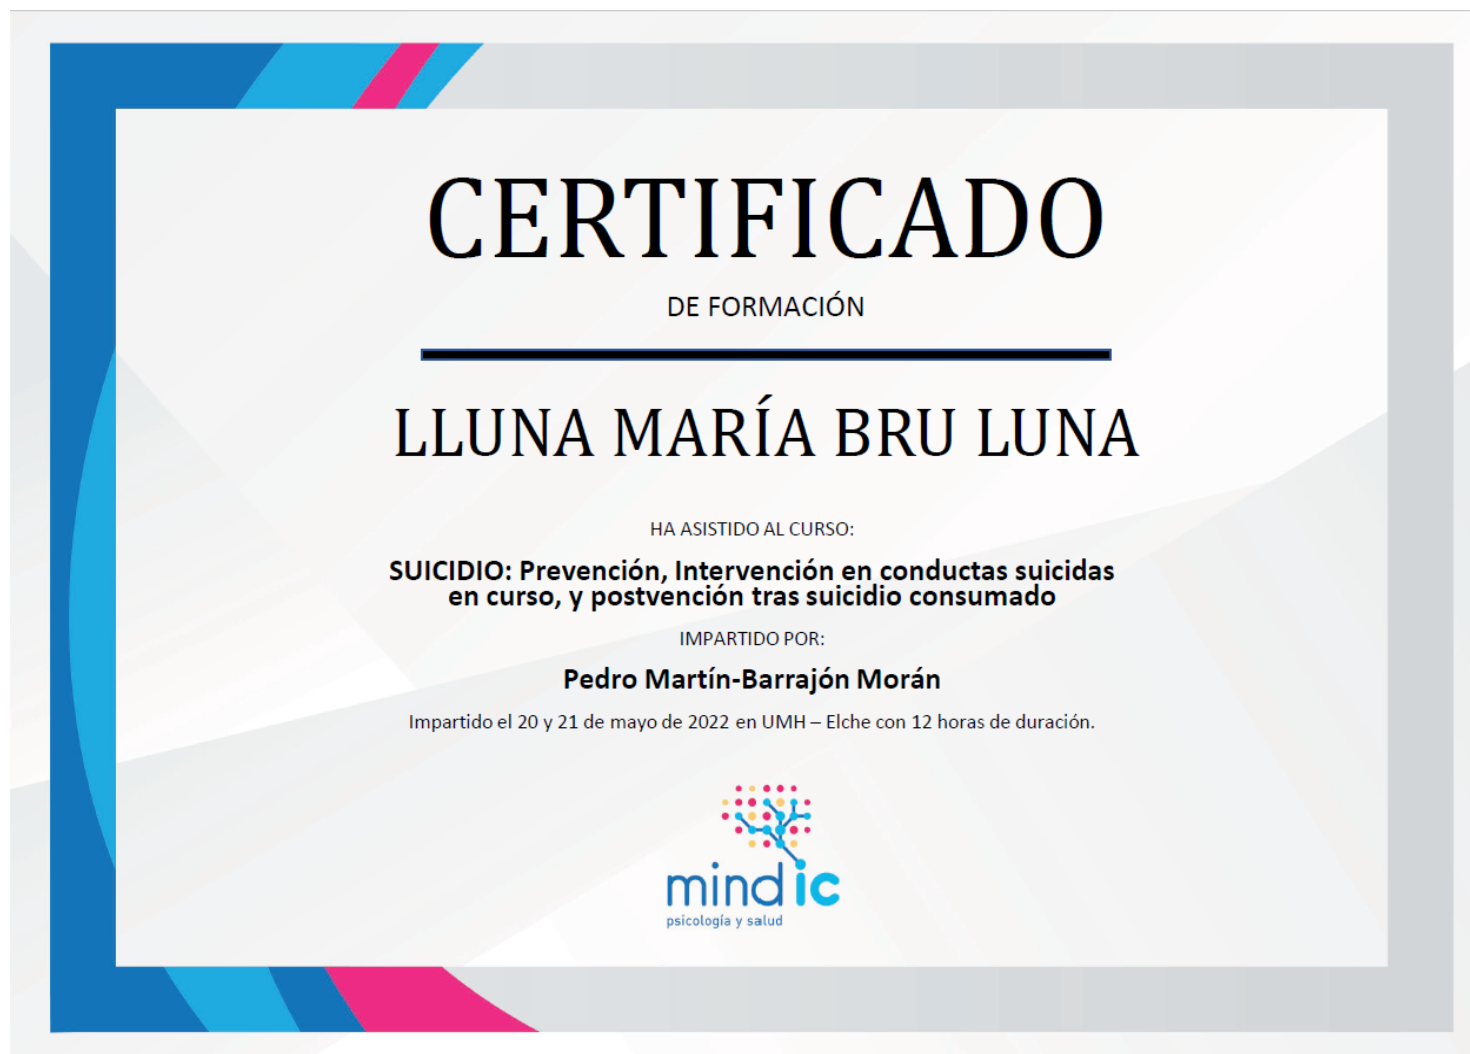 CERTIFICADO
DE FORMACIÓN
LLUNA MARÍA BRU LUNA
HA ASISTIDO AL CURSO:
SUICIDIO: Prevención, Intervención en conductas suicidas
en curso, y postvención tras suicidio consumado
IMPARTIDO POR:
Pedro Martín-Barrajón Morán
Impartido el 20 y 21 de mayo de 2022 en UMH – Elche con 12 horas de duración.
mind ic
psicología y salud